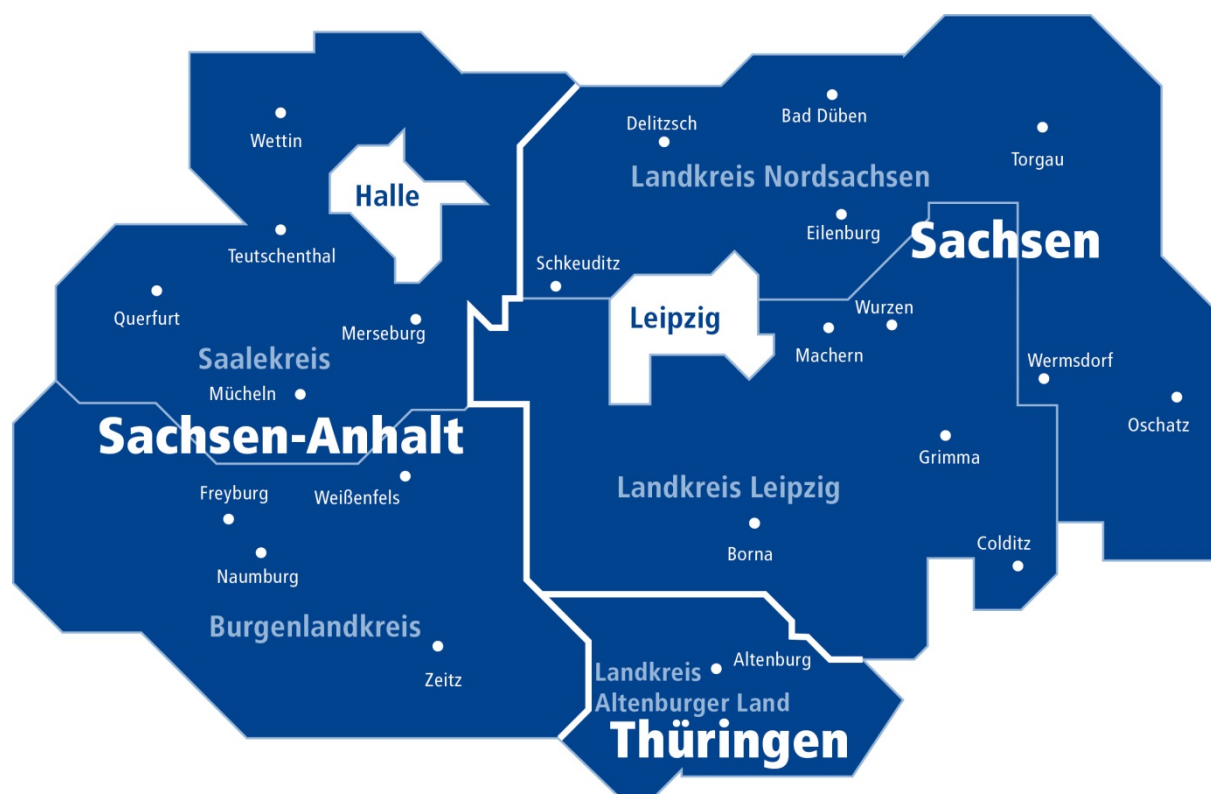 Bad Düben
Delitzsch
Wettin
Torgau
Landkreis Nordsachsen
Halle
Eilenburg
Sachsen
Teutschenthal
Schkeuditz
Querfurt
Merseburg
Leipzig
Wurzen
Machern
Saalekreis
Wermsdorf
Mücheln
Oschatz
Sachsen-Anhalt
Grimma
Landkreis Leipzig
Freyburg
Weißenfels
Borna
Colditz
Naumburg
Burgenlandkreis
Zeitz
Altenburg
Landkreis
Altenburger Land
Thüringen